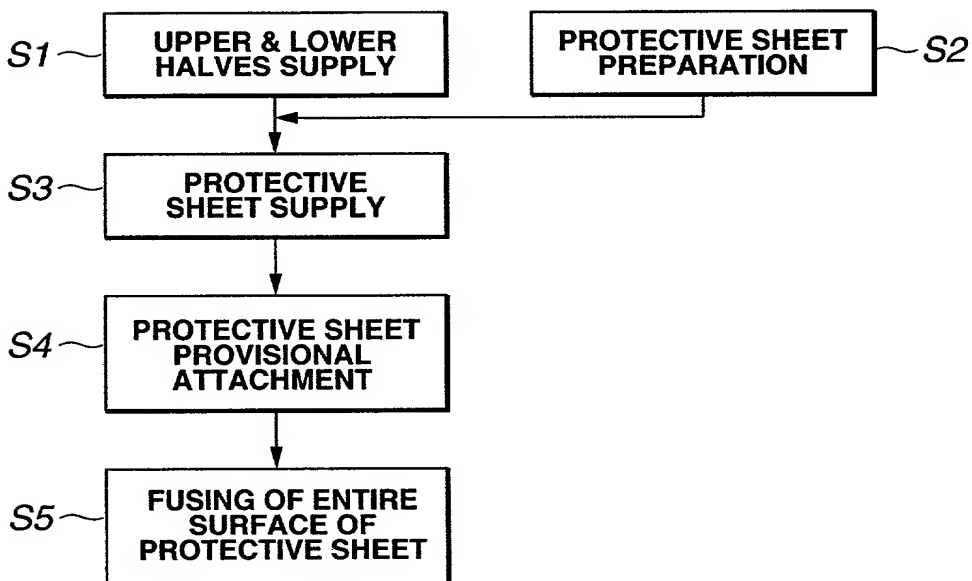 S1
UPPER & LOWER
HALVES SUPPLY
PROTECTIVE SHEET
PREPARATION
S2
S3
PROTECTIVE
SHEET SUPPLY
S4
PROTECTIVE SHEET
PROVISIONAL
ATTACHMENT
S5
FUSING OF ENTIRE
SURFACE OF
PROTECTIVE SHEET